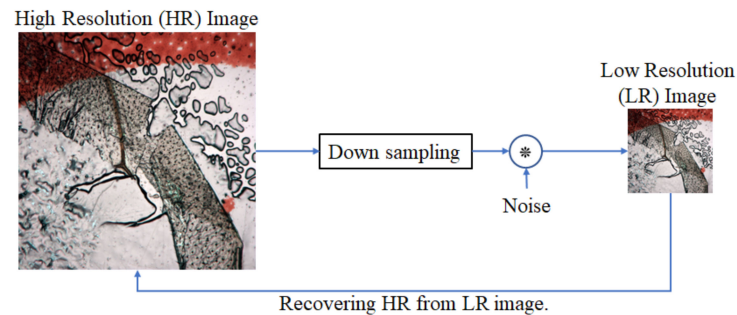 High Resolution (HR) Image
Low Resolution
(LR) Image
Down sampling
Noise
Recovering HR from LR image.